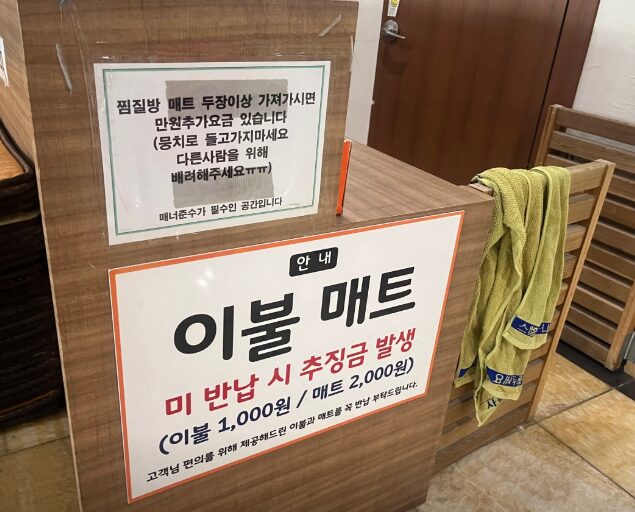 찜질방 매트 두장이상 가져가시면
만원추가요금 있습니다
(뭉치로 들고가지마세요
다른사람을 위해
배려해주세요ㅠㅠ)
매너준수가 필수인 공간입니다
안내
이불 매트
미 반납 시 추징금 발생
(이불 1,000원 / 매트 2,000원)
고객님 편의를 위해 제공해드린 이불과 매트를 꼭 반납 부탁드립니다.